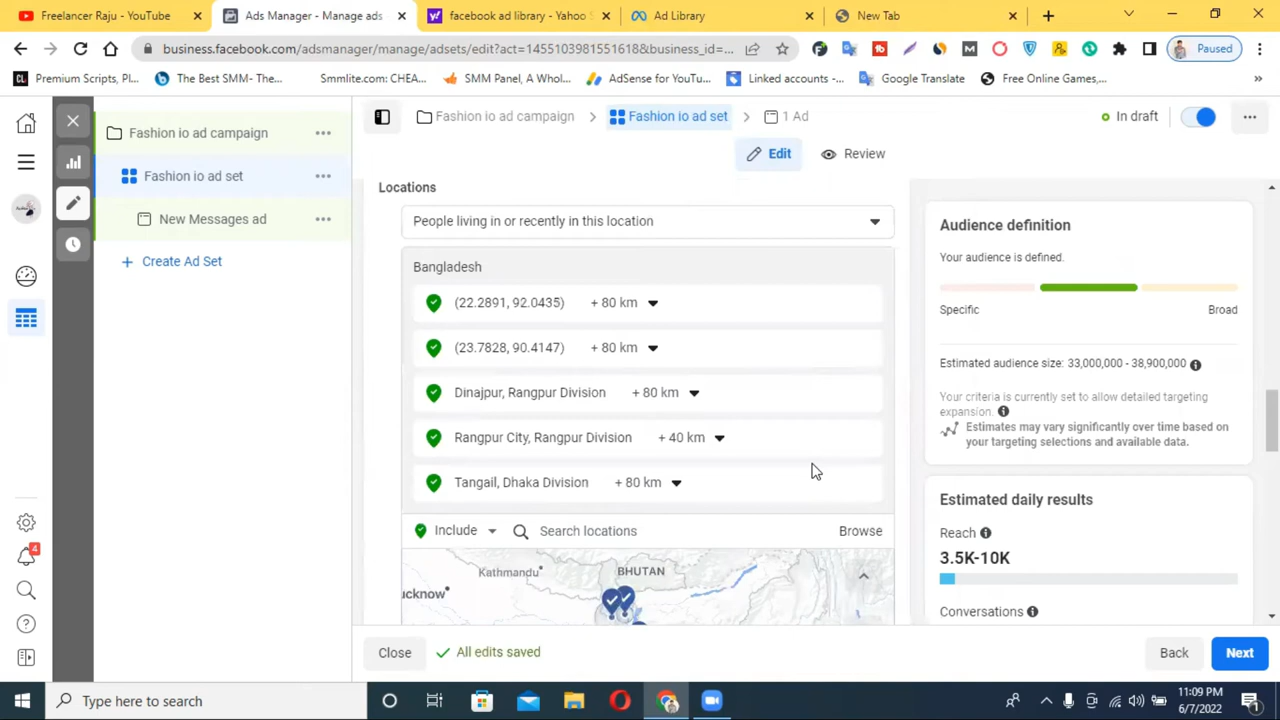 Freelancer Raju - YouTube
Ads Manager - Manage ads
facebook ad library - Yahoo S
Ad Library
New Tab
business.facebook.com/adsmanager/manage/adsets/edit?act=1455103981551618&business_id=...
Paused
Premium Scripts, Pl...
The Best SMM- The...
Smmlite.com: CHEA...
SMM Panel, A Whol...
AdSense for YouTu...
Linked accounts -...
Google Translate
Free Online Games,...
»
Fashion io ad campaign
Fashion io ad set
New Messages ad
+ Create Ad Set
4
Fashion io ad campaign
Fashion io ad set
1 Ad
In draft
Edit
Review
Locations
People living in or recently in this location
Bangladesh
(22.2891, 92.0435) + 80 km
(23.7828, 90.4147) + 80 km
Dinajpur, Rangpur Division + 80 km
Rangpur City, Rangpur Division + 40 km
Tangail, Dhaka Division + 80 km
Include
Search locations
Browse
Kathmandu
BHUTAN
ucknow
Audience definition
Your audience is defined.
Specific
Broad
Estimated audience size: 33,000,000 - 38,900,000
Your criteria is currently set to allow detailed targeting
expansion.
Estimates may vary significantly over time based on
your targeting selections and available data.
Estimated daily results
Reach
3.5K-10K
Conversations
Close
All edits saved
Back
Next
Type here to search
11:09 PM
6/7/2022
1